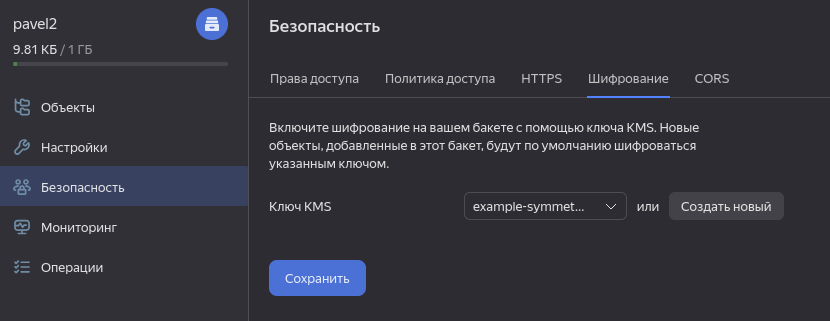 pavel2
9.81 КБ / 1 ГБ
Объекты
Настройки
Безопасность
Мониторинг
Операции
Безопасность
Права доступа Политика доступа HTTPS Шифрование CORS
Включите шифрование на вашем бакете с помощью ключа KMS. Новые
объекты, добавленные в этот бакет, будут по умолчанию шифроваться
указанным ключом.
Ключ KMS example-symmet... или Создать новый
Сохранить